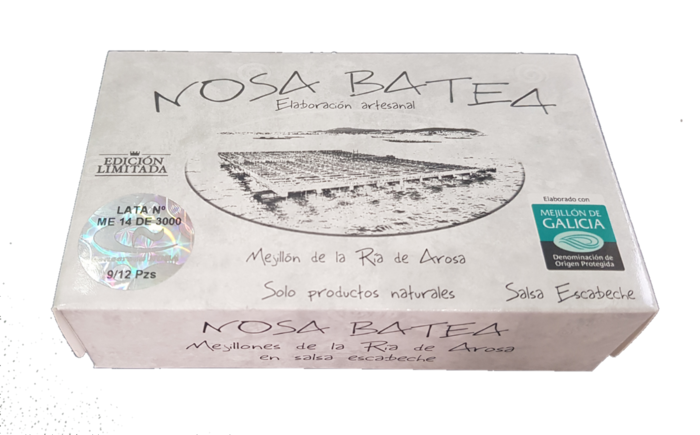 NOSA BATEA
Elaboración artesanal
EDICIÓN
LIMITADA
LATA Nº
ME 14 DE 3000
9/12 Pzs
Elaborado con
MEJILLÓN DE
GALICIA
Denominación de
Origen Protegida
Mejillón de la Ría de Arosa
Solo productos naturales
Salsa Escabeche
NOSA BATEA
Mejillones de la Ría de Arosa
en salsa escabeche